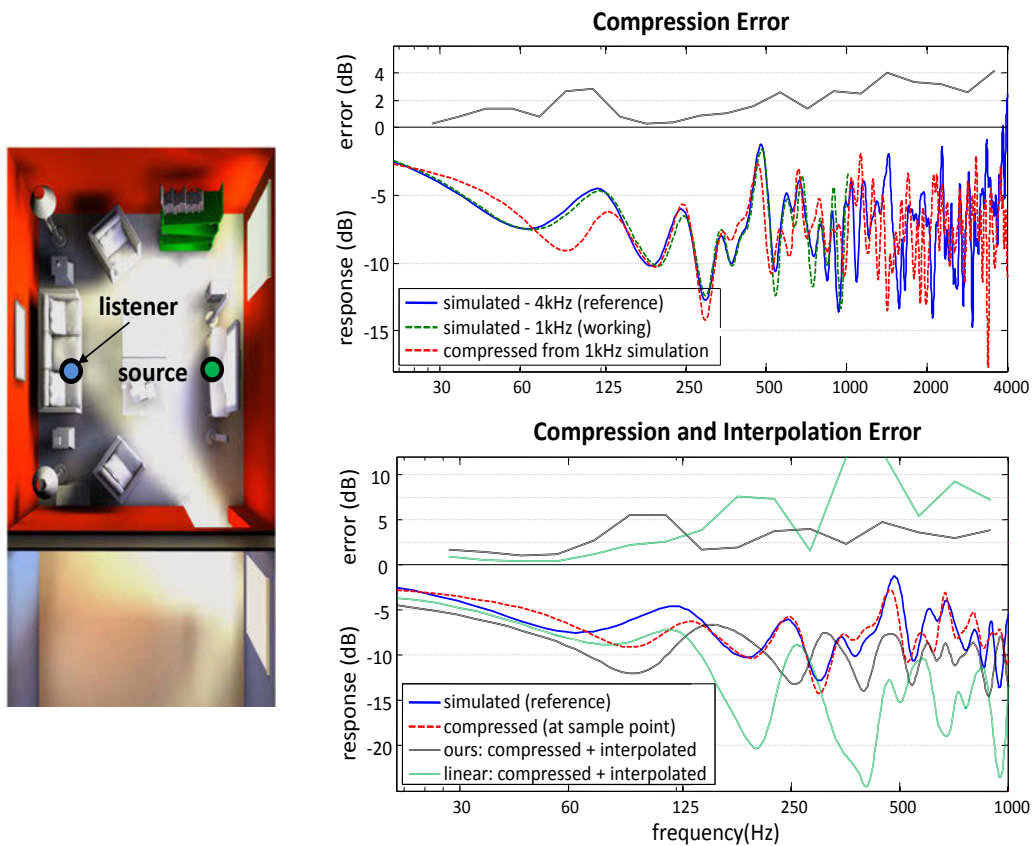 Compression Error
error (dB)
4
2
0
response (dB)
-5
-10
-15
simulated - 4kHz (reference)
simulated - 1kHz (working)
compressed from 1kHz simulation
30 60 125 250 500 1000 2000 4000
listener
source
Compression and Interpolation Error
error (dB)
10
5
0
response (dB)
-5
-10
-15
-20
simulated (reference)
compressed (at sample point)
ours: compressed + interpolated
linear: compressed + interpolated
30 60 125 250 500 1000
frequency(Hz)